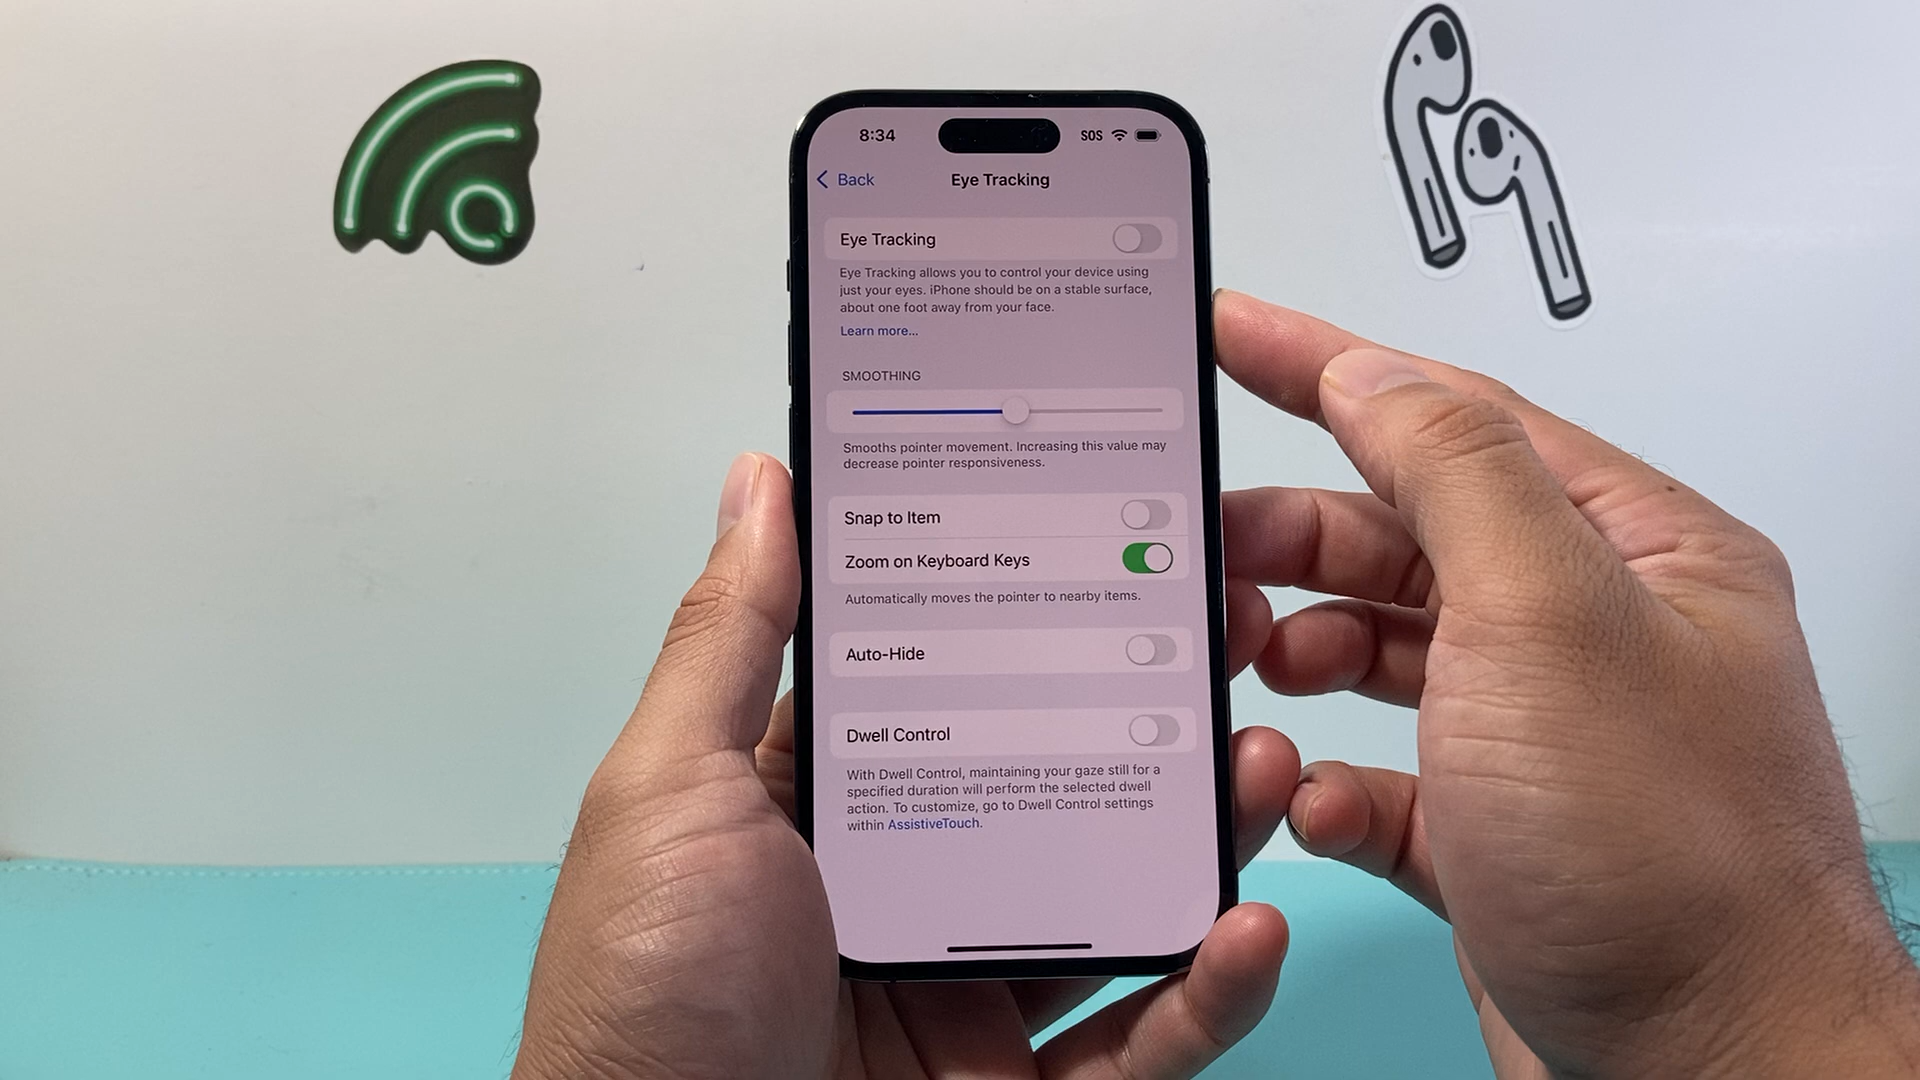 8:34
SOS
Back
Eye Tracking
Eye Tracking
Eye Tracking allows you to control your device using
just your eyes. iPhone should be on a stable surface,
about one foot away from your face.
Learn more...
SMOOTHING
Smooths pointer movement. Increasing this value may
decrease pointer responsiveness.
Snap to Item
Zoom on Keyboard Keys
Automatically moves the pointer to nearby items.
Auto-Hide
Dwell Control
With Dwell Control, maintaining your gaze still for a
specified duration will perform the selected dwell
action. To customize, go to Dwell Control settings
within AssistiveTouch.